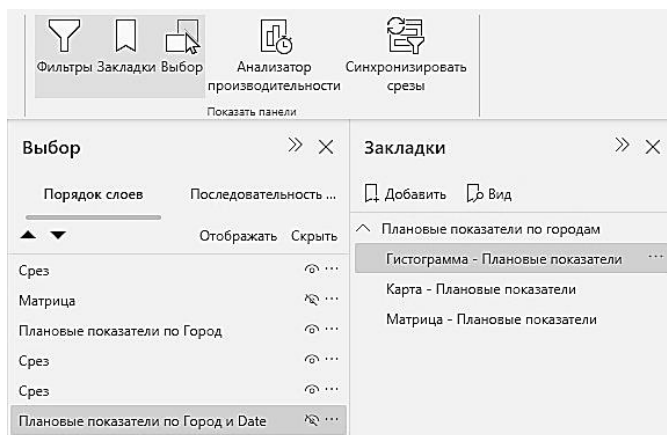 Фильтры Закладки Выбор Анализатор производительности Синхронизировать срезы
Показать панели
Выбор
Порядок слоев Последовательность ...
Отображать Скрыть
Срез
Матрица
Плановые показатели по Город
Срез
Срез
Плановые показатели по Город и Date
Закладки
Добавить Вид
Плановые показатели по городам
Гистограмма - Плановые показатели
Карта - Плановые показатели
Матрица - Плановые показатели